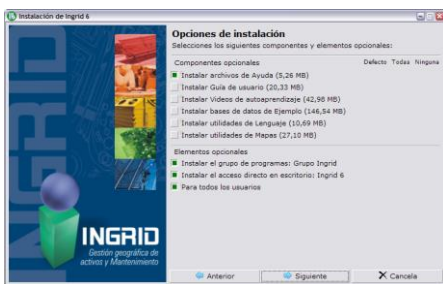 Instalación de Ingrid 6
Opciones de instalación
Selecciones los siguientes componentes y elementos opcionales:
Componentes opcionales Defecto Todas Ninguna
Instalar archivos de Ayuda (5,26 MB)
Instalar Guía de usuario (20,33 MB)
Instalar Videos de autoaprendizaje (42,98 MB)
Instalar bases de datos de Ejemplo (146,54 MB)
Instalar utilidades de Lenguaje (10,69 MB)
Instalar utilidades de Mapas (27,10 MB)
Elementos opcionales
Instalar el grupo de programas: Grupo Ingrid
Instalar el acceso directo en escritorio: Ingrid 6
Para todos los usuarios
INGRID
INGRID
Gestión geográfica de
activos y Mantenimiento
Anterior Siguiente Cancela